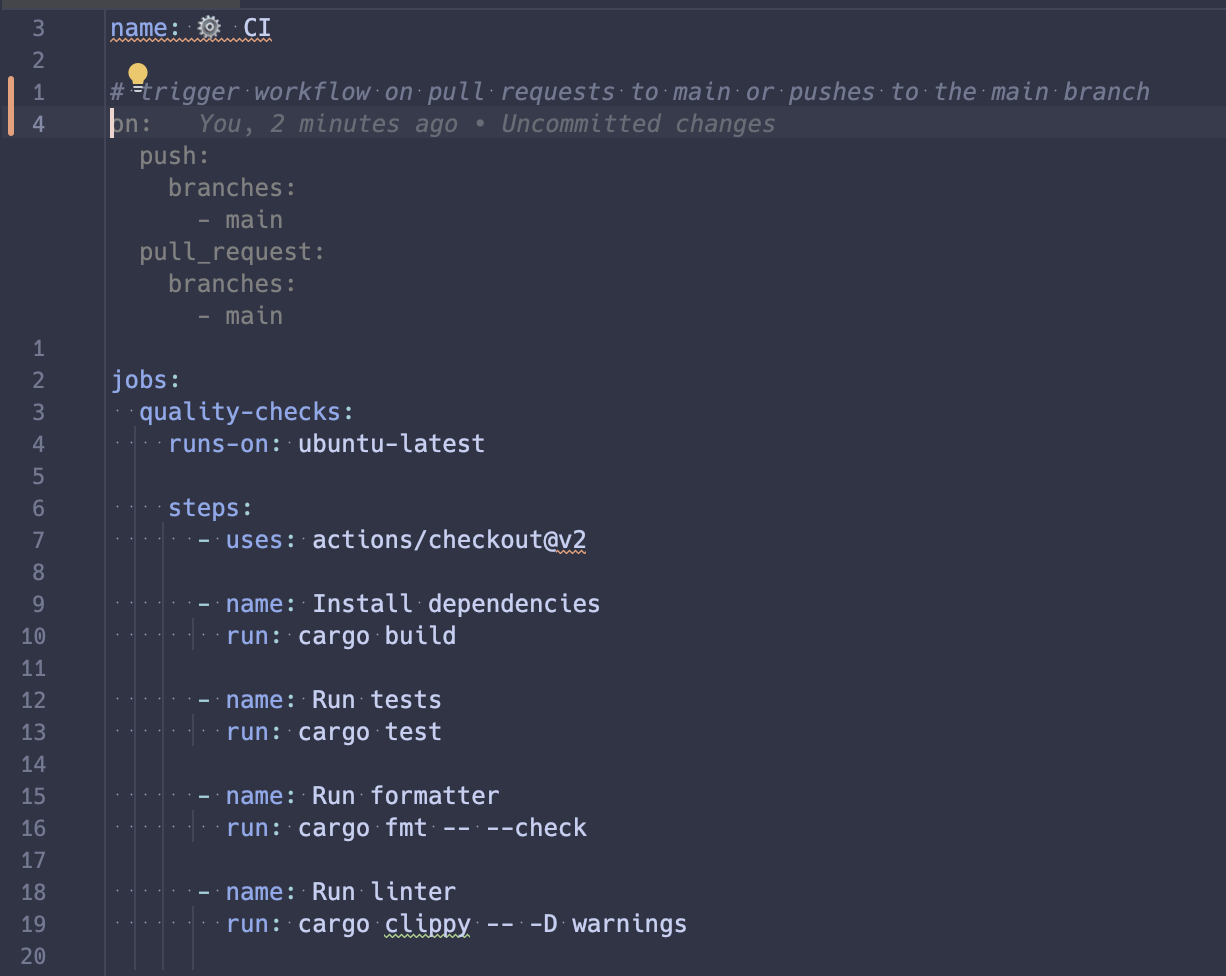 3 name: ⚙️ CI
2
1 # trigger workflow on pull requests to main or pushes to the main branch
4 on: You, 2 minutes ago • Uncommitted changes
push:
branches:
- main
pull_request:
branches:
- main
1
2 jobs:
3 quality-checks:
4 runs-on: ubuntu-latest
5
6 steps:
7 - uses: actions/checkout@v2
8
9 - name: Install dependencies
10 run: cargo build
11
12 - name: Run tests
13 run: cargo test
14
15 - name: Run formatter
16 run: cargo fmt -- --check
17
18 - name: Run linter
19 run: cargo clippy -- -D warnings
20